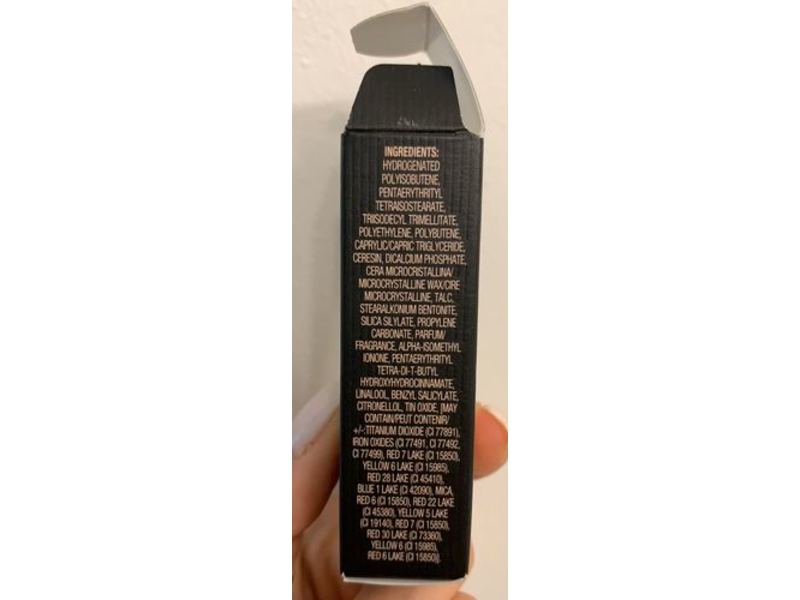 INGREDIENTS:
HYDROGENATED
POLYISOBUTENE,
PENTAERYTHRITYL
TETRAISOSTEARATE,
TRIISODECYL TRIMELLITATE,
POLYETHYLENE, POLYBUTENE,
CAPRYLIC/CAPRIC TRIGLYCERIDE,
CERESIN, DICALCIUM PHOSPHATE,
CERA MICROCRISTALLINA/
MICROCRYSTALLINE WAX/CIRE
MICROCRYSTALLINE, TALC,
STEARALKONIUM BENTONITE,
SILICA SILYLATE, PROPYLENE
CARBONATE, PARFUM/
FRAGRANCE, ALPHA-ISOMETHYL
IONONE, PENTAERYTHRITYL
TETRA-DI-T-BUTYL
HYDROXYHYDROCINNAMATE,
LINALOOL, BENZYL SALICYLATE,
CITRONELLOL, TIN OXIDE, [MAY
CONTAIN/PEUT CONTENIR/
+/-:TITANIUM DIOXIDE (CI 77891),
IRON OXIDES (CI 77491, CI 77492,
CI 77499), RED 7 LAKE (CI 15850),
YELLOW 6 LAKE (CI 15985),
RED 28 LAKE (CI 45410),
BLUE 1 LAKE (CI 42090), MICA,
RED 6 (CI 15850), RED 22 LAKE
(CI 45380), YELLOW 5 LAKE
(CI 19140), RED 7 (CI 15850),
RED 30 LAKE (CI 73360),
YELLOW 6 (CI 15985),
RED 6 LAKE (CI 15850)].